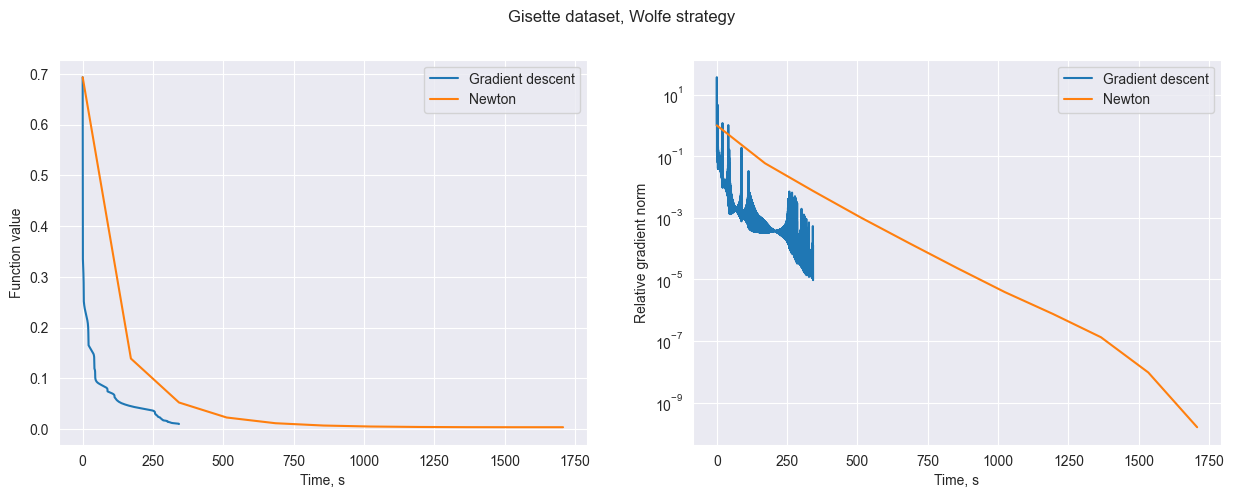 Gisette dataset, Wolfe strategy
Function value
0.7
0.6
0.5
0.4
0.3
0.2
0.1
0.0
Gradient descent
Newton
0 250 500 750 1000 1250 1500 1750
Time, s
Relative gradient norm
10¹
10⁻¹
10⁻³
10⁻⁵
10⁻⁷
10⁻⁹
Gradient descent
Newton
0 250 500 750 1000 1250 1500 1750
Time, s